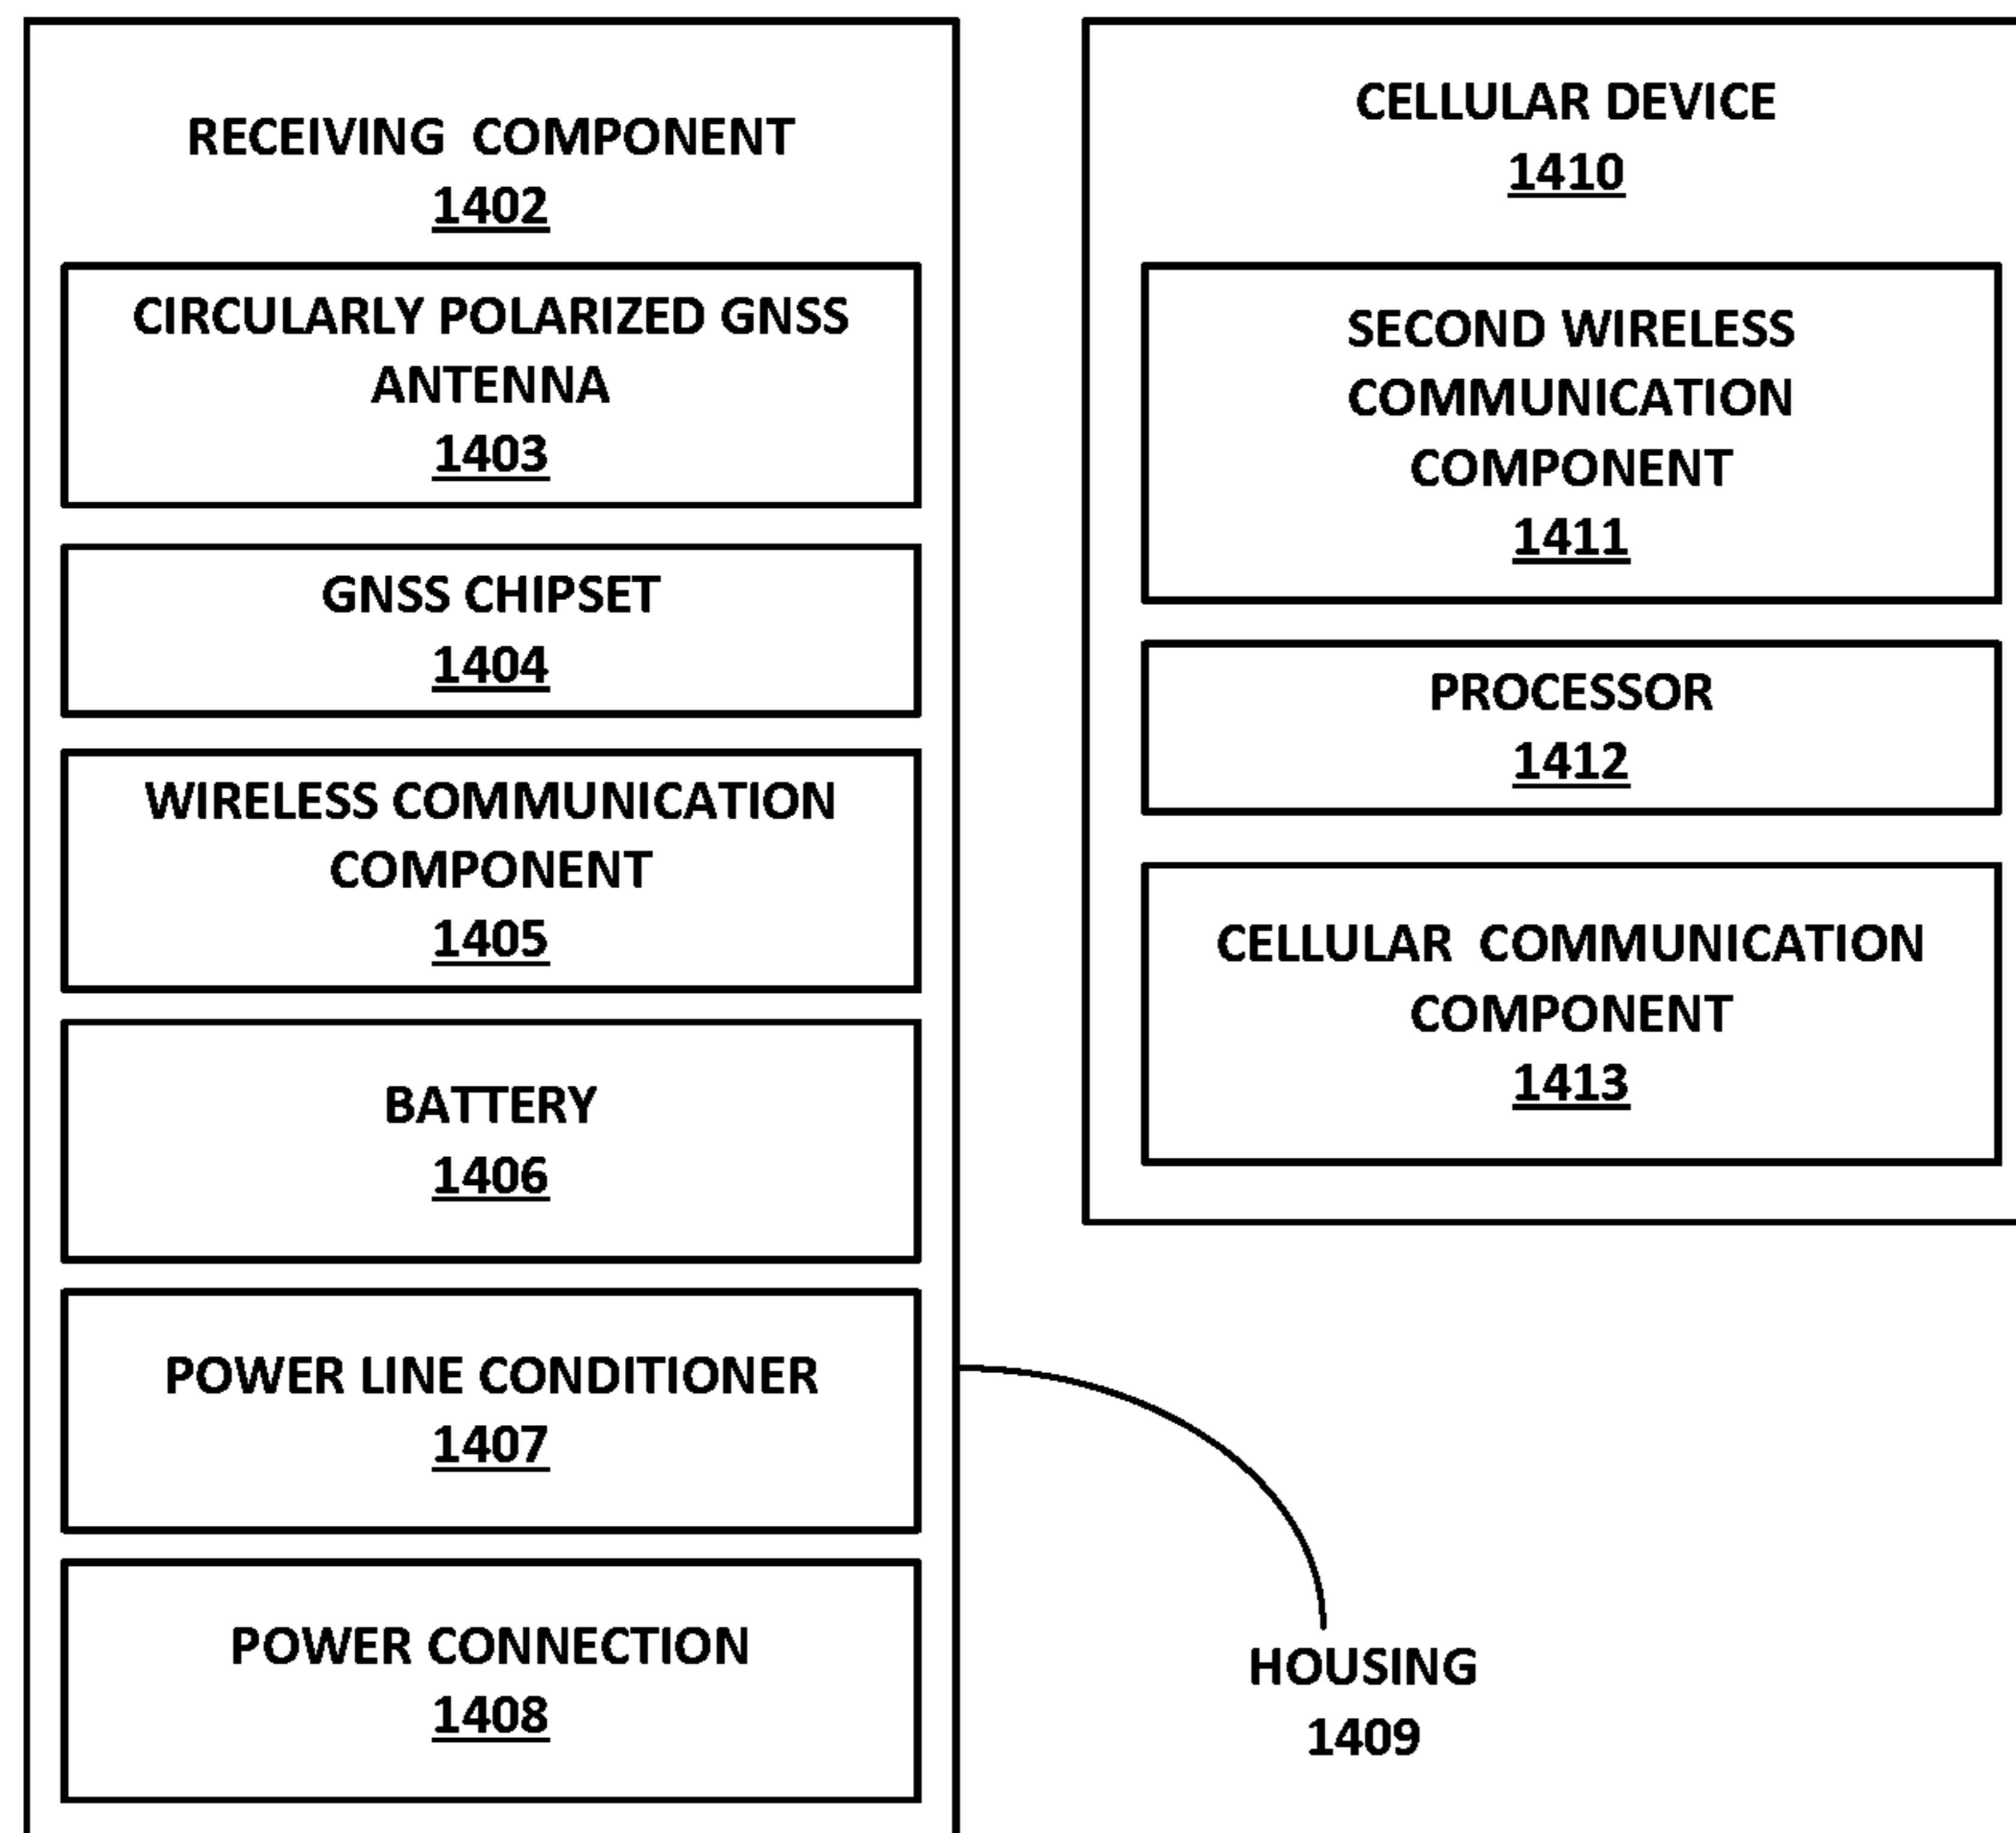 RECEIVING COMPONENT
1402
CIRCULARLY POLARIZED GNSS
ANTENNA
1403
GNSS CHIPSET
1404
WIRELESS COMMUNICATION
COMPONENT
1405
BATTERY
1406
POWER LINE CONDITIONER
1407
POWER CONNECTION
1408
CELLULAR DEVICE
1410
SECOND WIRELESS
COMMUNICATION
COMPONENT
1411
PROCESSOR
1412
CELLULAR COMMUNICATION
COMPONENT
1413
HOUSING
1409